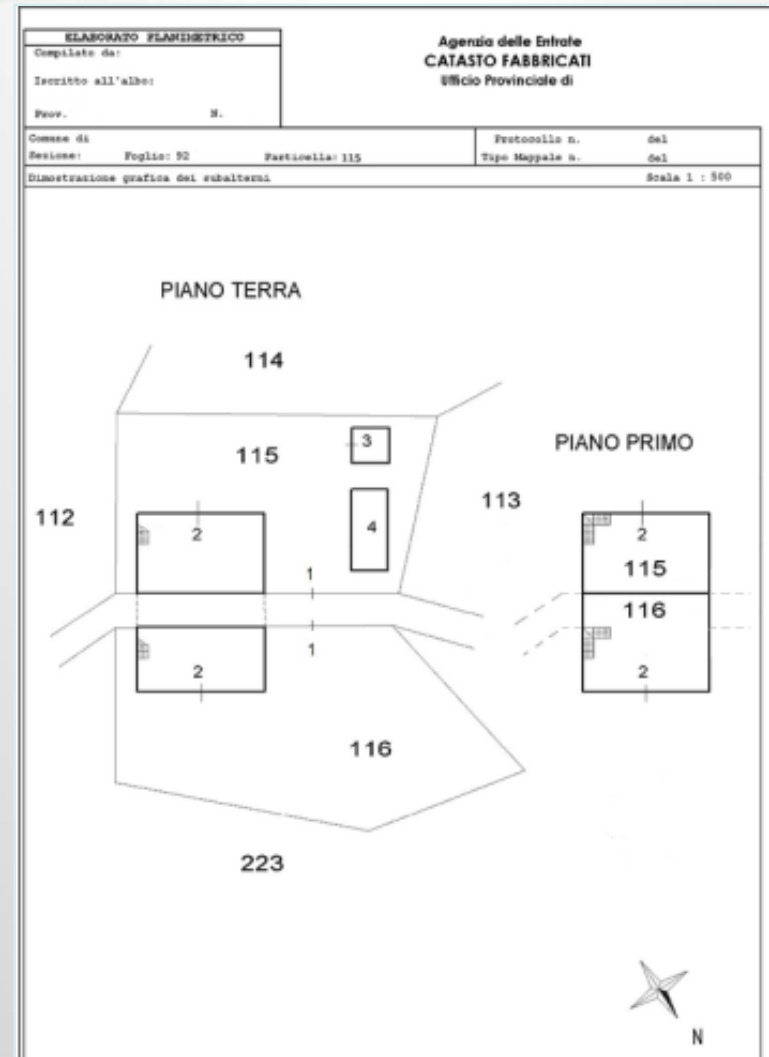 ELABORATO PLANIMETRICO
Compilato da:
Iscritto all'albo:
Prov. N.
Agenzia delle Entrate
CATASTO FABBRICATI
Ufficio Provinciale di
Comune di
Sezione: Foglio: 92 Particella: 115
Protocollo n. del
Tipo Mappale n. del
Dimostrazione grafica dei subalterni Scala 1 : 500
PIANO TERRA
114
3
115
PIANO PRIMO
112
113
2
4
2
1
115
116
1
2
2
116
223
N